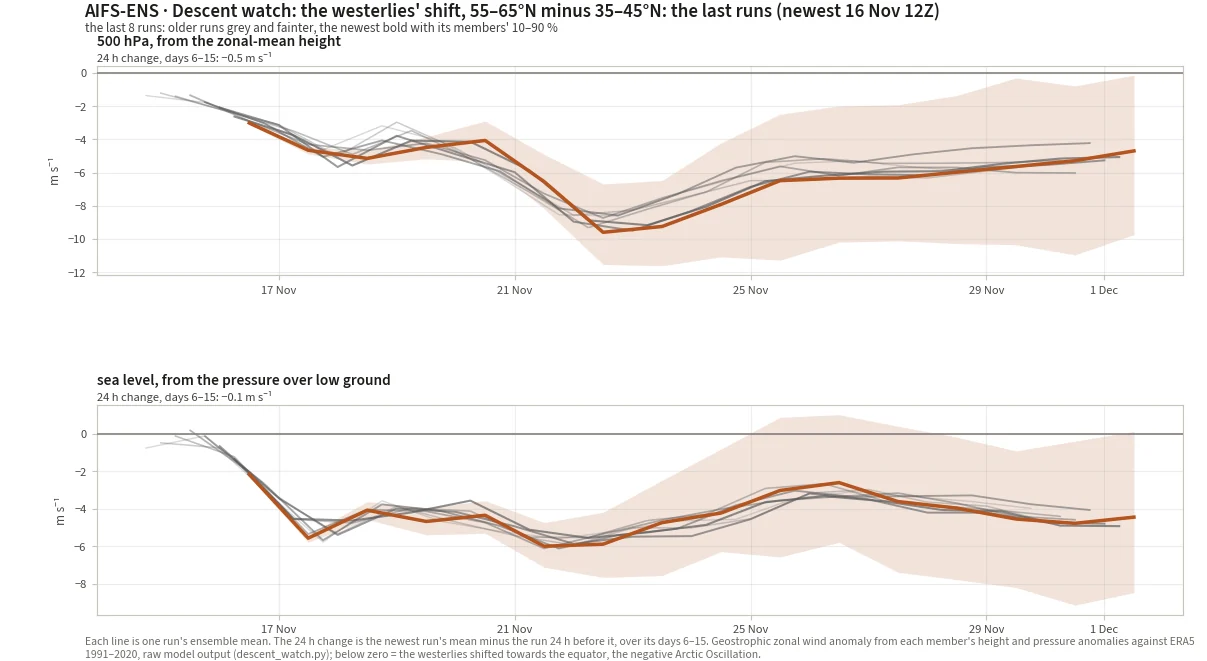 AIFS-ENS · Descent watch: the westerlies' shift, 55–65°N minus 35–45°N: the last runs (newest 16 Nov 12Z)
the last 8 runs: older runs grey and fainter, the newest bold with its members' 10–90 %
500 hPa, from the zonal-mean height
24 h change, days 6–15: −0.5 m s⁻¹
0
−2
−4
−6
−8
−10
−12
m s⁻¹
17 Nov
21 Nov
25 Nov
29 Nov
1 Dec
sea level, from the pressure over low ground
24 h change, days 6-15: −0.1 m s⁻¹
0
−2
−4
−6
−8
m s⁻¹
17 Nov
21 Nov
25 Nov
29 Nov
1 Dec
Each line is one run's ensemble mean. The 24 h change is the newest run's mean minus the run 24 h before it, over its days 6–15. Geostrophic zonal wind anomaly from each member's height and pressure anomalies against ERA5
1991–2020, raw model output (descent_watch.py); below zero = the westerlies shifted towards the equator, the negative Arctic Oscillation.